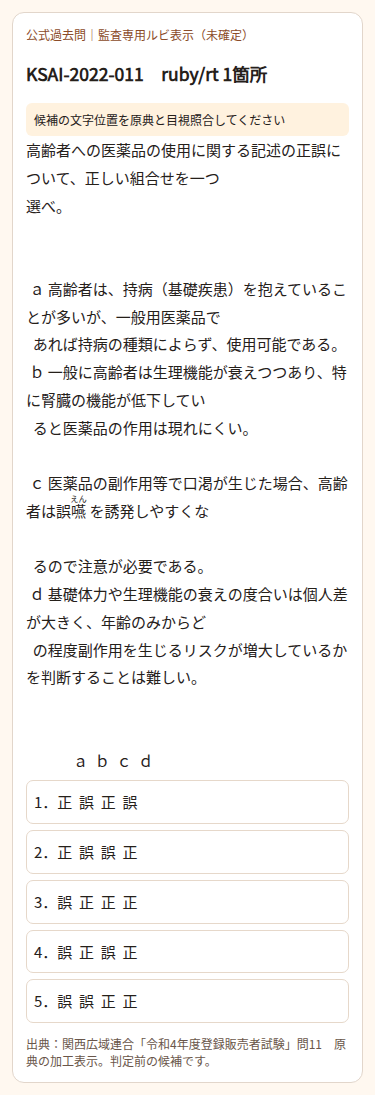 公式過去問｜監査専用ルビ表示（未確定）
KSAI-2022-011　ruby/rt 1箇所
候補の文字位置を原典と目視照合してください
高齢者への医薬品の使用に関する記述の正誤に
ついて、正しい組合せを一つ
選べ。
ａ 高齢者は、持病（基礎疾患）を抱えているこ
とが多いが、一般用医薬品で
あれば持病の種類によらず、使用可能である。
ｂ 一般に高齢者は生理機能が衰えつつあり、特
に腎臓の機能が低下してい
ると医薬品の作用は現れにくい。
ｃ 医薬品の副作用等で口渇が生じた場合、高齢
えん
者は誤嚥 を誘発しやすくな
るので注意が必要である。
ｄ 基礎体力や生理機能の衰えの度合いは個人差
が大きく、年齢のみからど
の程度副作用を生じるリスクが増大しているか
を判断することは難しい。
ａ ｂ ｃ ｄ
1．正 誤 正 誤
2．正 誤 誤 正
3．誤 正 正 正
4．誤 正 誤 正
5．誤 誤 正 正
出典：関西広域連合「令和4年度登録販売者試験」問11　原
典の加工表示。判定前の候補です。